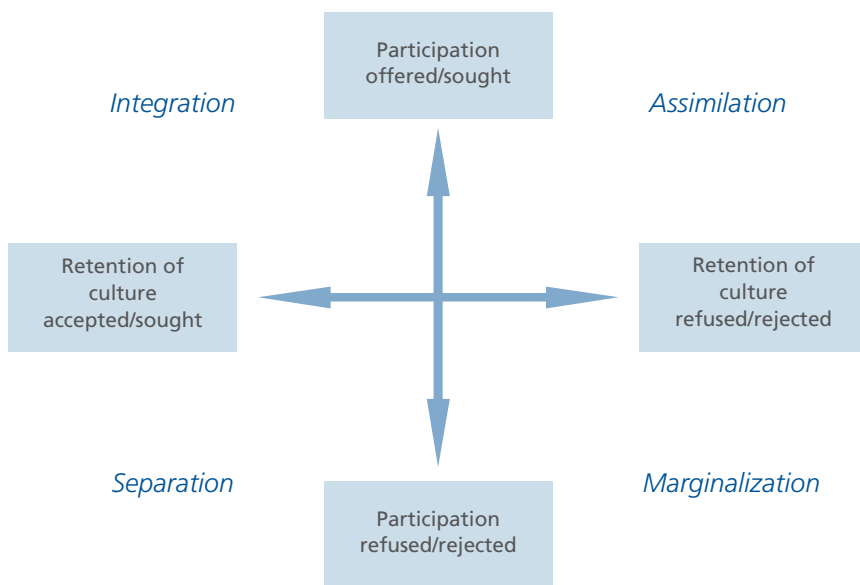 Participation
offered/sought
Integration
Assimilation
Retention of
culture
accepted/sought
Retention of
culture
refused/rejected
Separation
Marginalization
Participation
refused/rejected